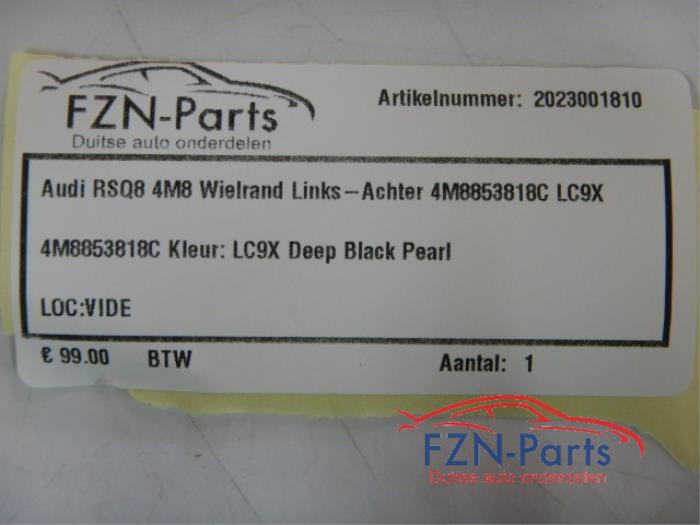 FZN-Parts
Duitse auto onderdelen
Artikelnummer: 2023001810
Audi RSQ8 4M8 Wielrand Links-Achter 4M8853818C LC9X
4M8853818C Kleur: LC9X Deep Black Pearl
LOC:VIDE
€ 99.00 BTW Aantal: 1
FZN-Parts
Duitse auto onderdelen